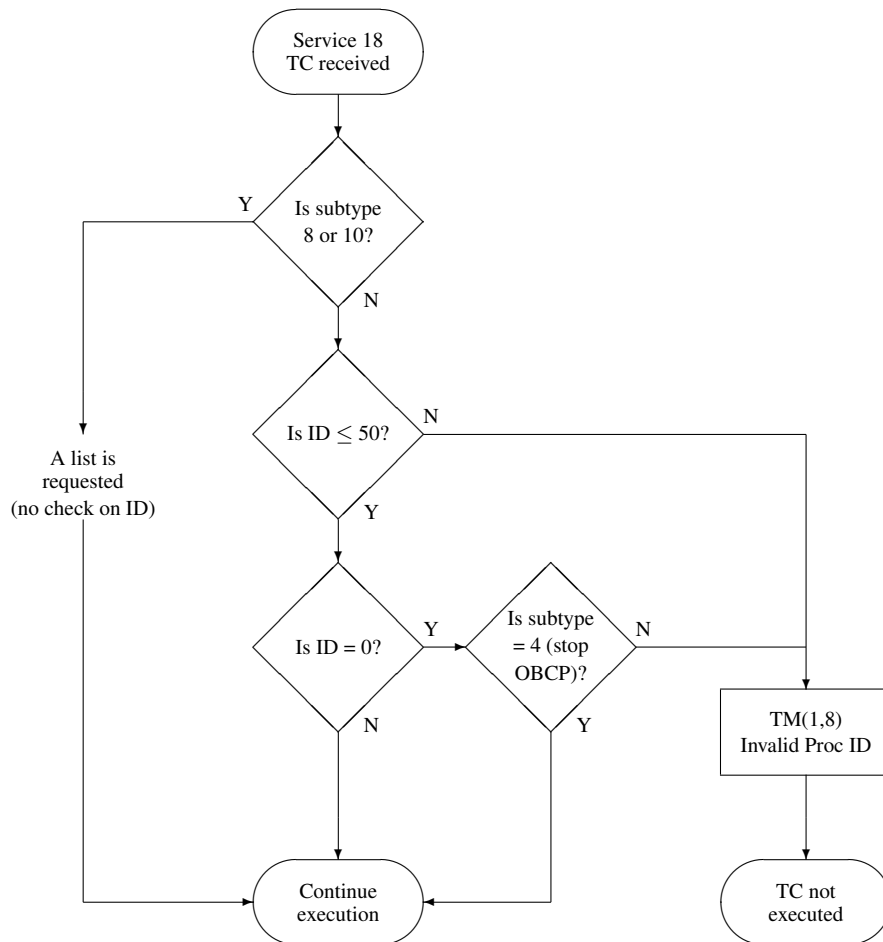 Service 18
TC received
Y
Is subtype
8 or 10?
N
N
Is ID ≤ 50?
A list is
requested
(no check on ID)
Y
Is ID = 0?
Y
Is subtype
= 4 (stop
OBCP)?
N
N
Y
TM(1,8)
Invalid Proc ID
Continue
execution
TC not
executed